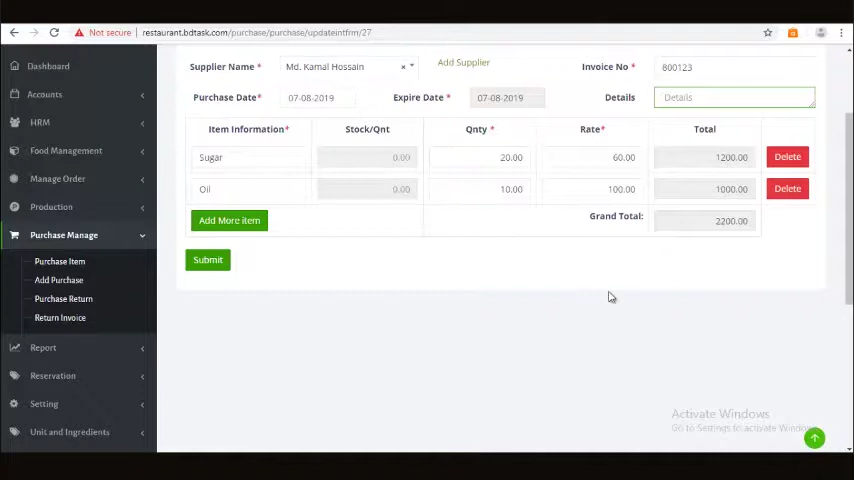 Not secure | restaurant.bdtask.com/purchase/purchase/updateintfrm/27
Dashboard
Accounts
HRM
Food Management
Manage Order
Production
Purchase Manage
Purchase Item
Add Purchase
Purchase Return
Return Invoice
Report
Reservation
Setting
Unit and Ingredients
Supplier Name * Md. Kamal Hossain × Add Supplier Invoice No * 800123
Purchase Date* 07-08-2019 Expire Date * 07-08-2019 Details Details
Item Information* Stock/Qnt Qnty * Rate* Total
Sugar 0.00 20.00 60.00 1200.00 Delete
Oil 0.00 10.00 100.00 1000.00 Delete
Add More item Grand Total: 2200.00
Submit
Activate Windows
Go to Settings to activate Windows.